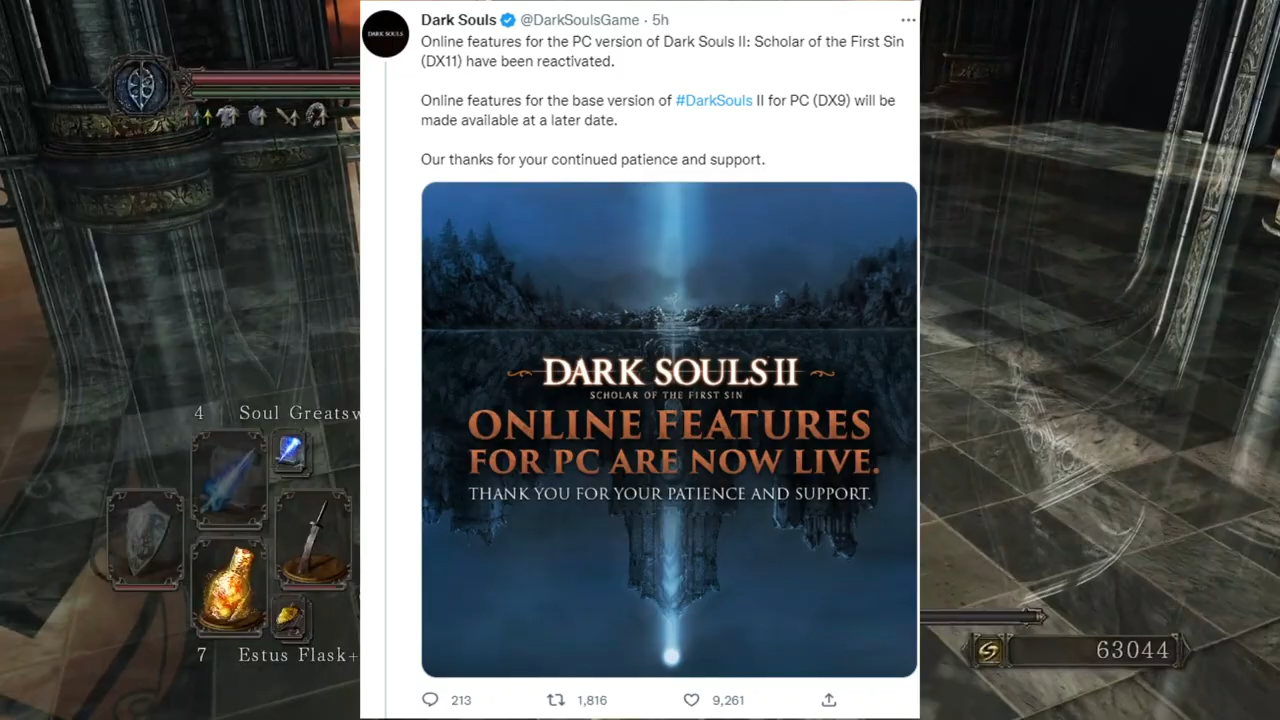 DARK SOULS
Dark Souls @DarkSoulsGame · 5h
Online features for the PC version of Dark Souls II: Scholar of the First Sin
(DX11) have been reactivated.
Online features for the base version of #DarkSouls II for PC (DX9) will be
made available at a later date.
Our thanks for your continued patience and support.
DARK SOULS II
SCHOLAR OF THE FIRST SIN
ONLINE FEATURES
FOR PC ARE NOW LIVE.
THANK YOU FOR YOUR PATIENCE AND SUPPORT.
213 1,816 9,261
4 Soul Greatsw
7 Estus Flask+
63044